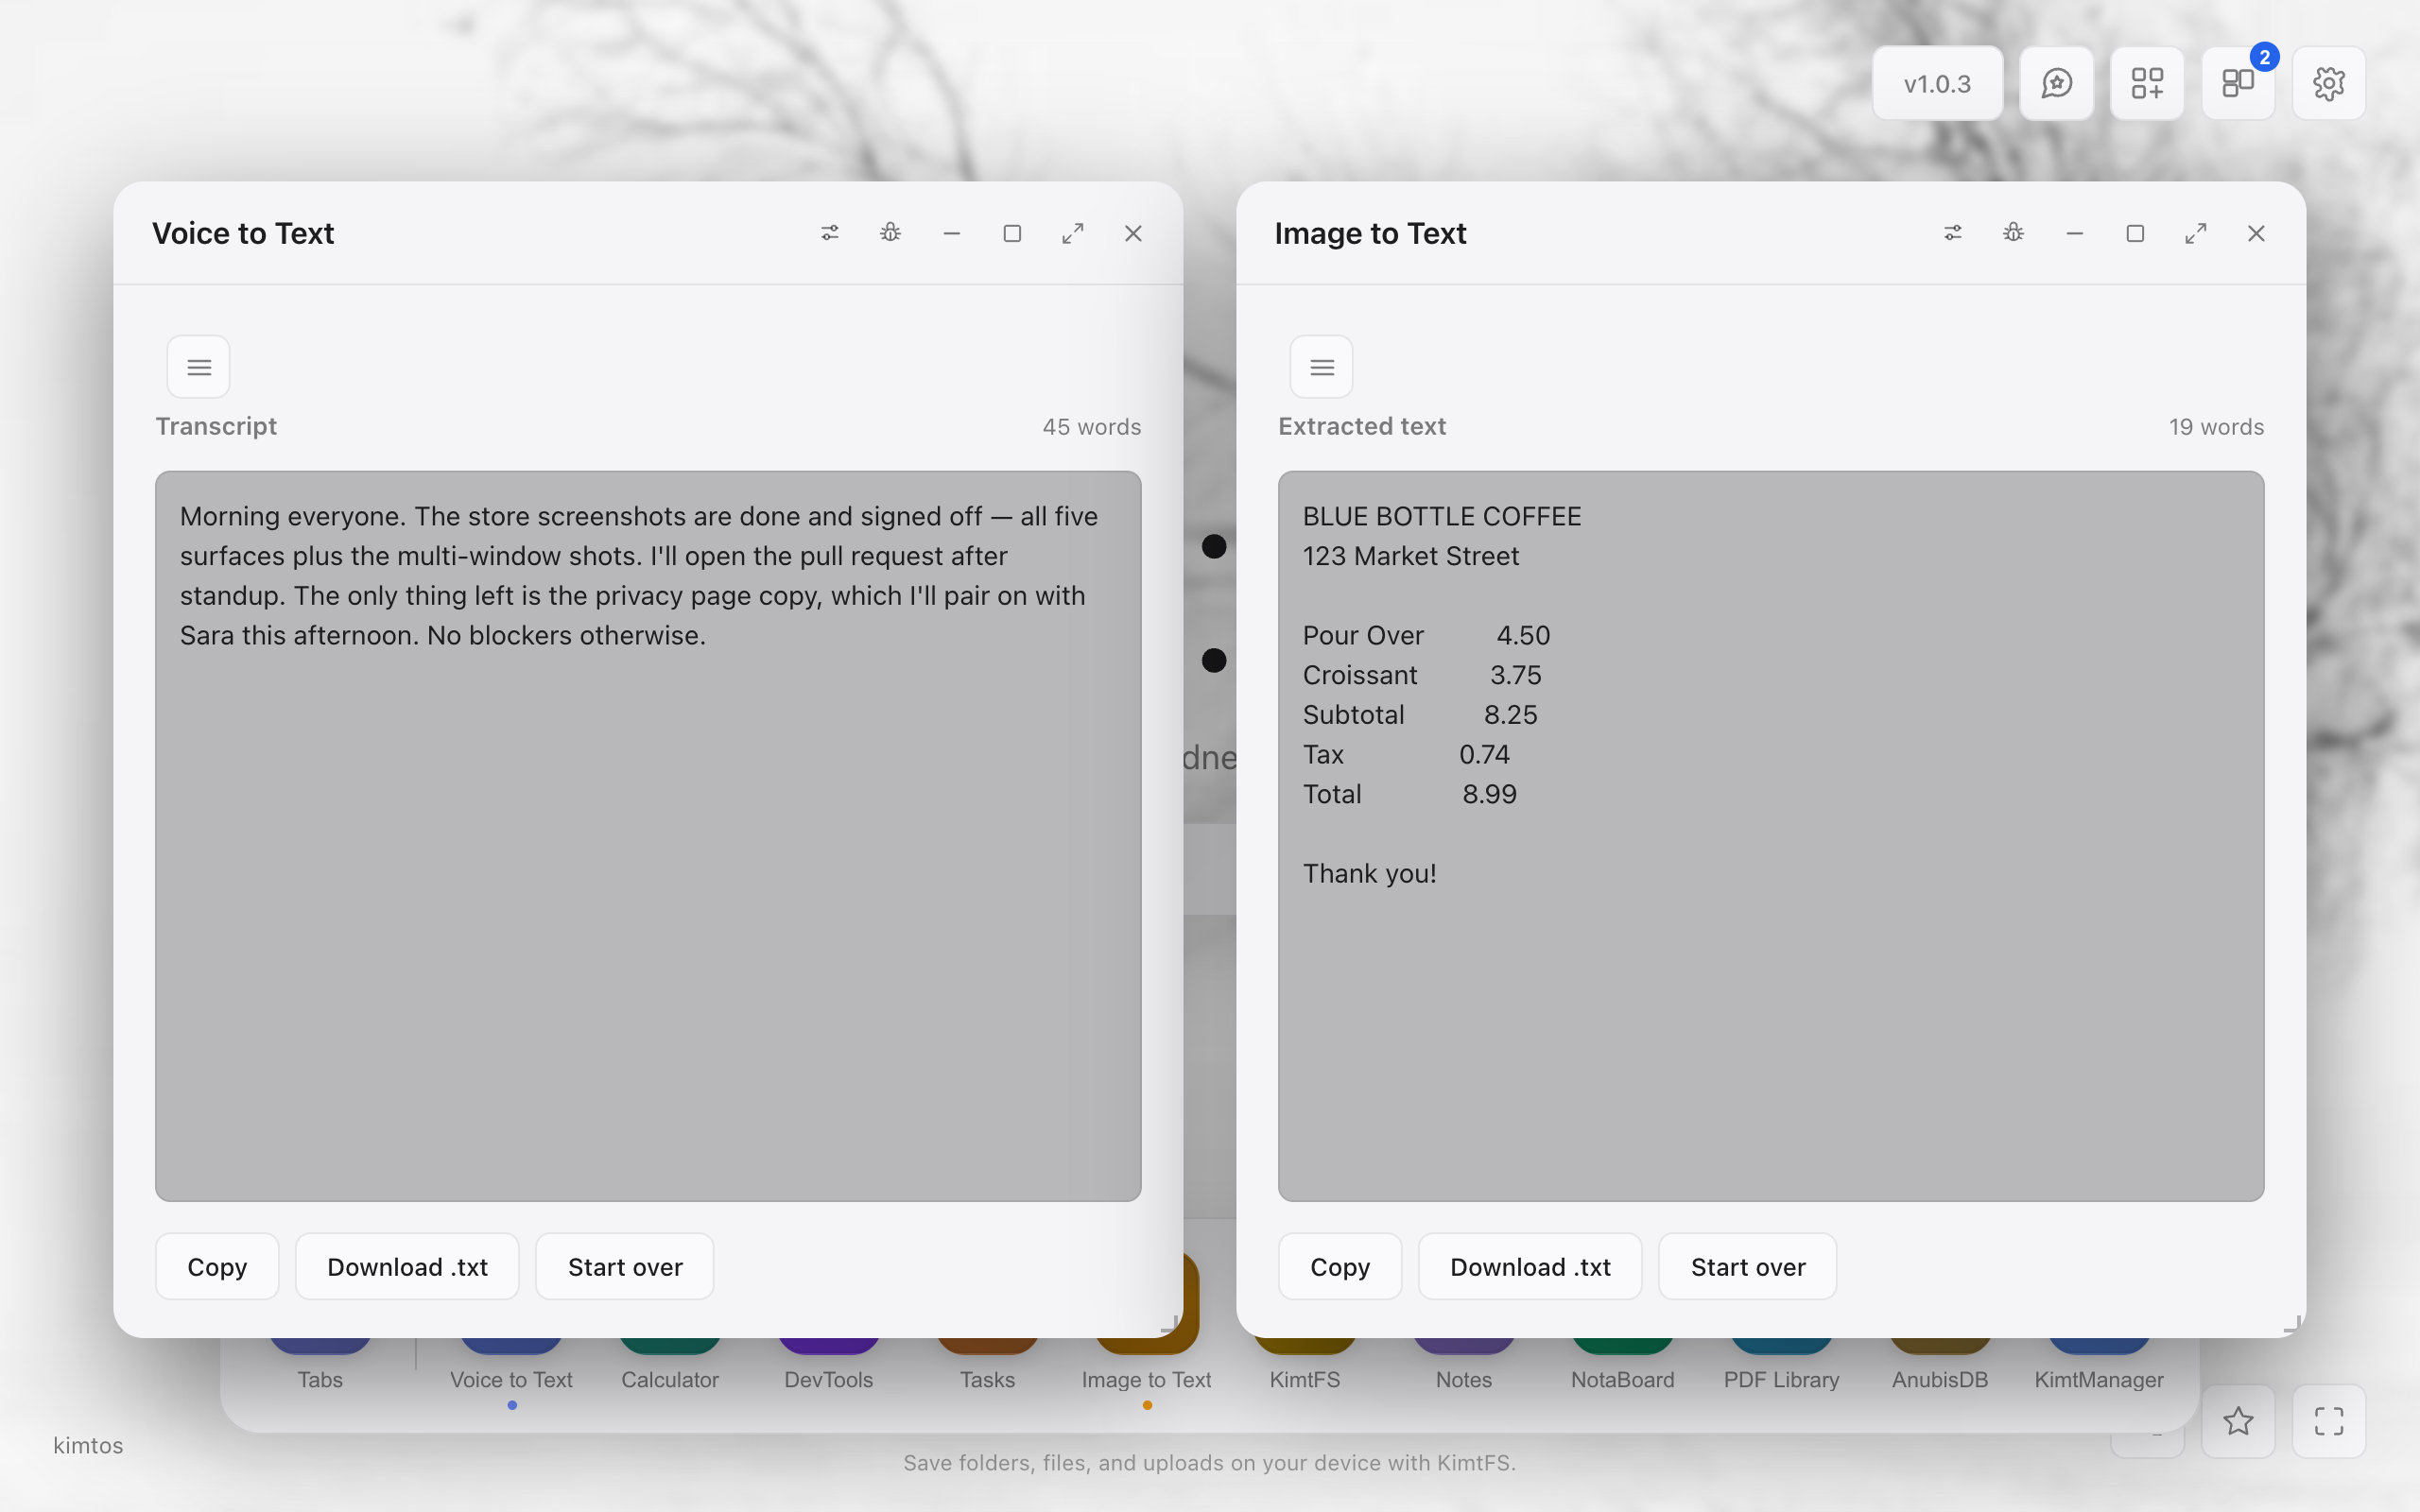 v1.0.3
2
Voice to Text
Transcript
45 words
Morning everyone. The store screenshots are done and signed off — all five
surfaces plus the multi-window shots. I'll open the pull request after
standup. The only thing left is the privacy page copy, which I'll pair on with
Sara this afternoon. No blockers otherwise.
Copy
Download .txt
Start over
Image to Text
Extracted text
19 words
BLUE BOTTLE COFFEE
123 Market Street
Pour Over 4.50
Croissant 3.75
Subtotal 8.25
Tax 0.74
Total 8.99
Thank you!
Copy
Download .txt
Start over
Tabs
Voice to Text
Calculator
DevTools
Tasks
Image to Text
KimtFS
Notes
NotaBoard
PDF Library
AnubisDB
KimtManager
kimtos
Save folders, files, and uploads on your device with KimtFS.